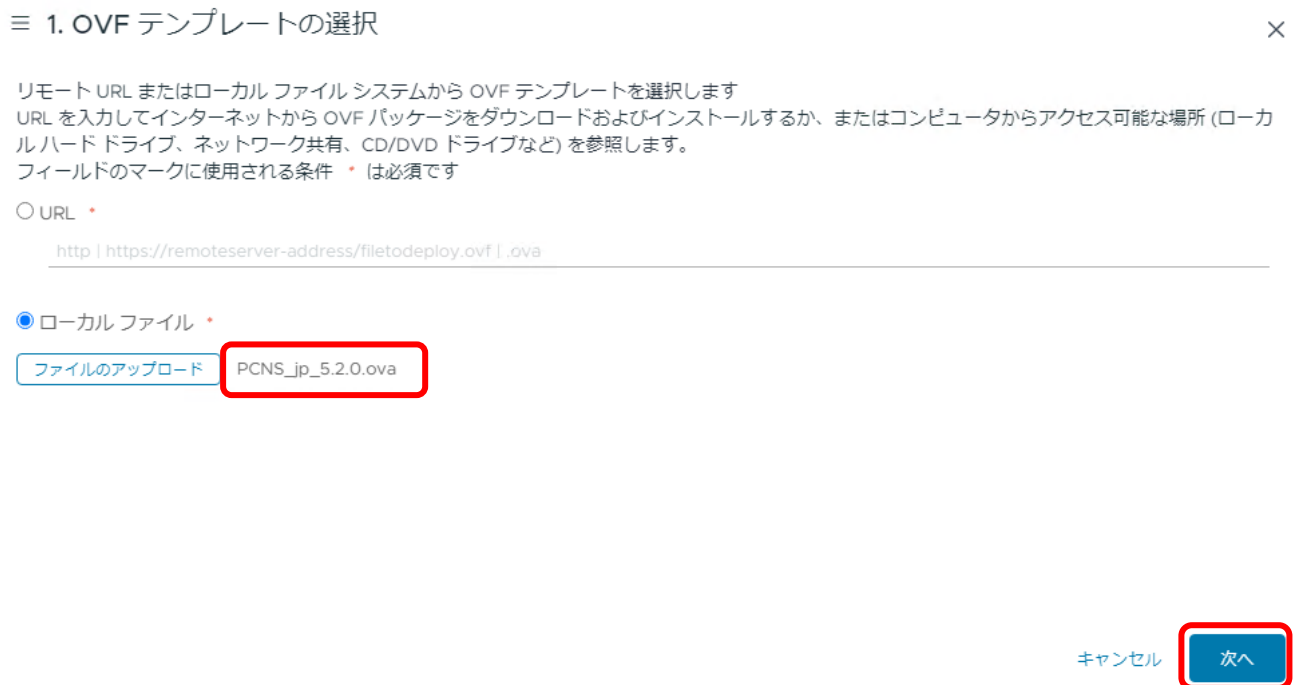 1. OVF テンプレートの選択
リモート URL またはローカル ファイル システムから OVF テンプレートを選択します
URL を入力してインターネットから OVF パッケージをダウンロードおよびインストールするか、またはコンピュータからアクセス可能な場所 (ローカ
ル ハード ドライブ、ネットワーク共有、CD/DVD ドライブなど) を参照します。
フィールドのマークに使用される条件 * は必須です
URL *
http | https://remoteserver-address/filetodeploy.ovf | .ova
ローカル ファイル *
ファイルのアップロード PCNS_jp_5.2.0.ova
キャンセル 次へ